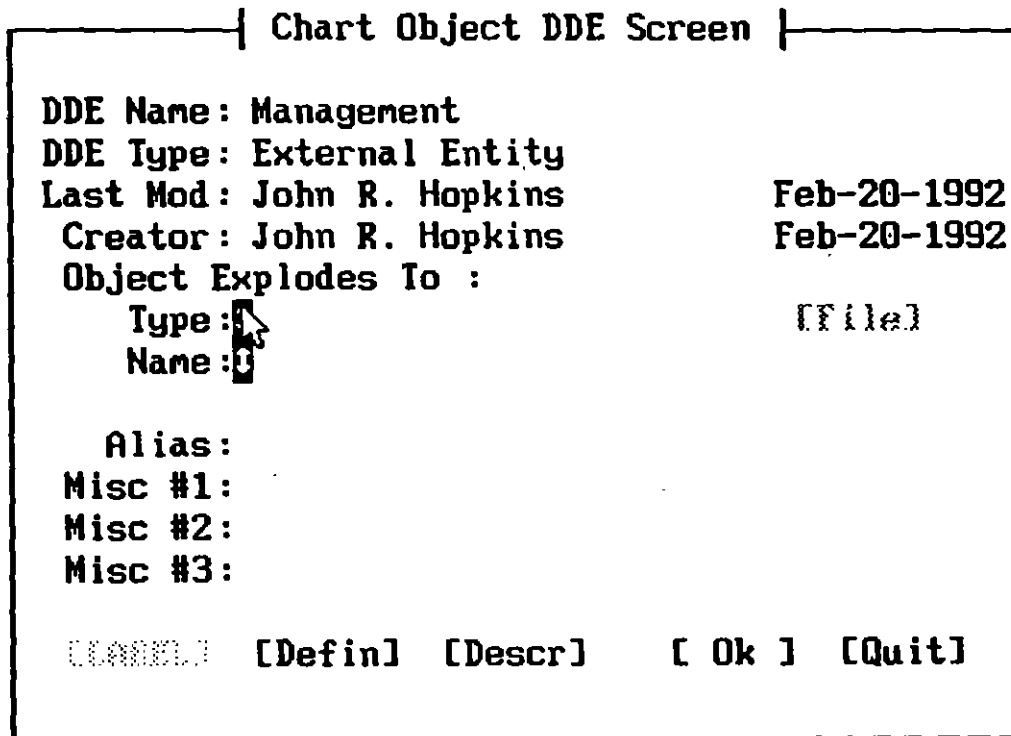 Chart Object DDE Screen
DDE Name: Management
DDE Type: External Entity
Last Mod: John R. Hopkins Feb-20-1992
Creator: John R. Hopkins Feb-20-1992
Object Explodes To :
Type: [File]
Name:
Alias:
Misc #1:
Misc #2:
Misc #3:
[LABEL] [Defin] [Descr] [ Ok ] [Quit]